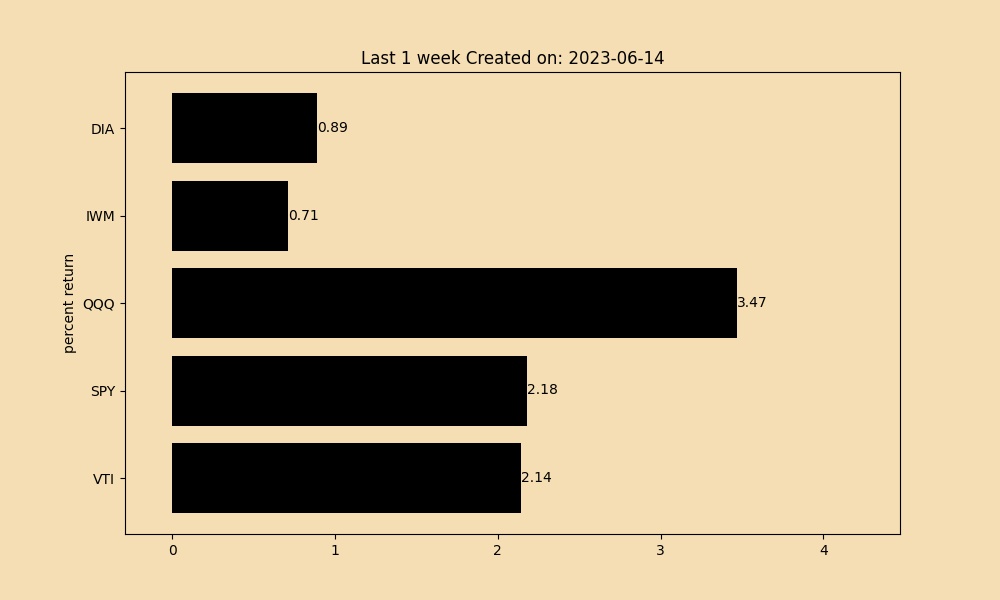 Last 1 week Created on: 2023-06-14
percent return
DIA
0.89
IWM
0.71
QQQ
3.47
SPY
2.18
VTI
2.14
0 1 2 3 4